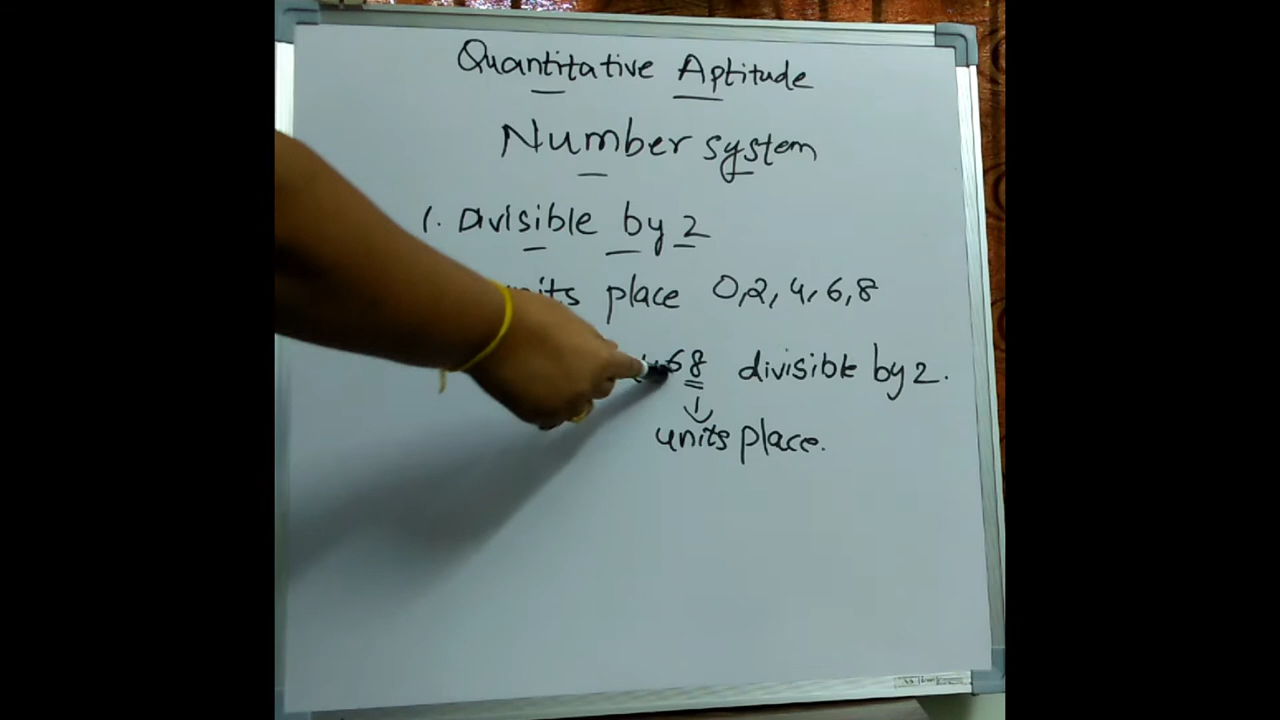 Quantitative Aptitude
Number system
1. Divisible by 2
units place 0,2,4,6,8
68 divisible by 2.
units place.